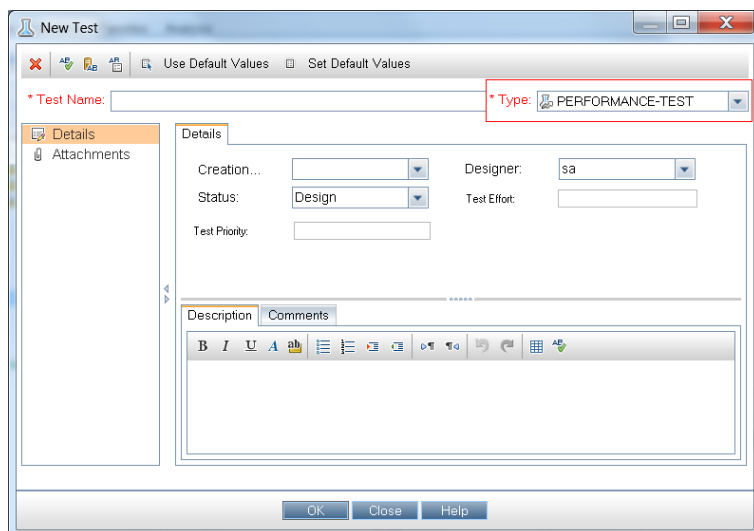 New Test
Use Default Values Set Default Values
* Test Name: * Type: PERFORMANCE-TEST
Details
Attachments
Details
Creation... Designer: sa
Status: Design Test Effort:
Test Priority:
Description Comments
B I U A ab
OK Close Help